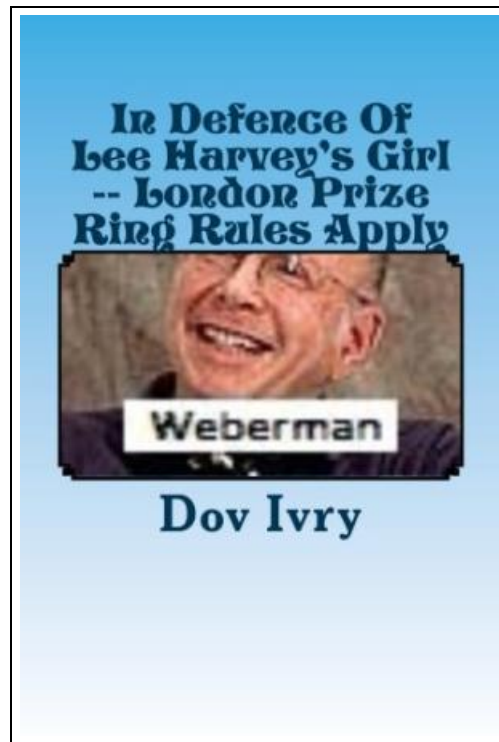 In Defence Of
Lee Harvey's Girl
-- London Prize
Ring Rules Apply
Weberman
Dov Ivry